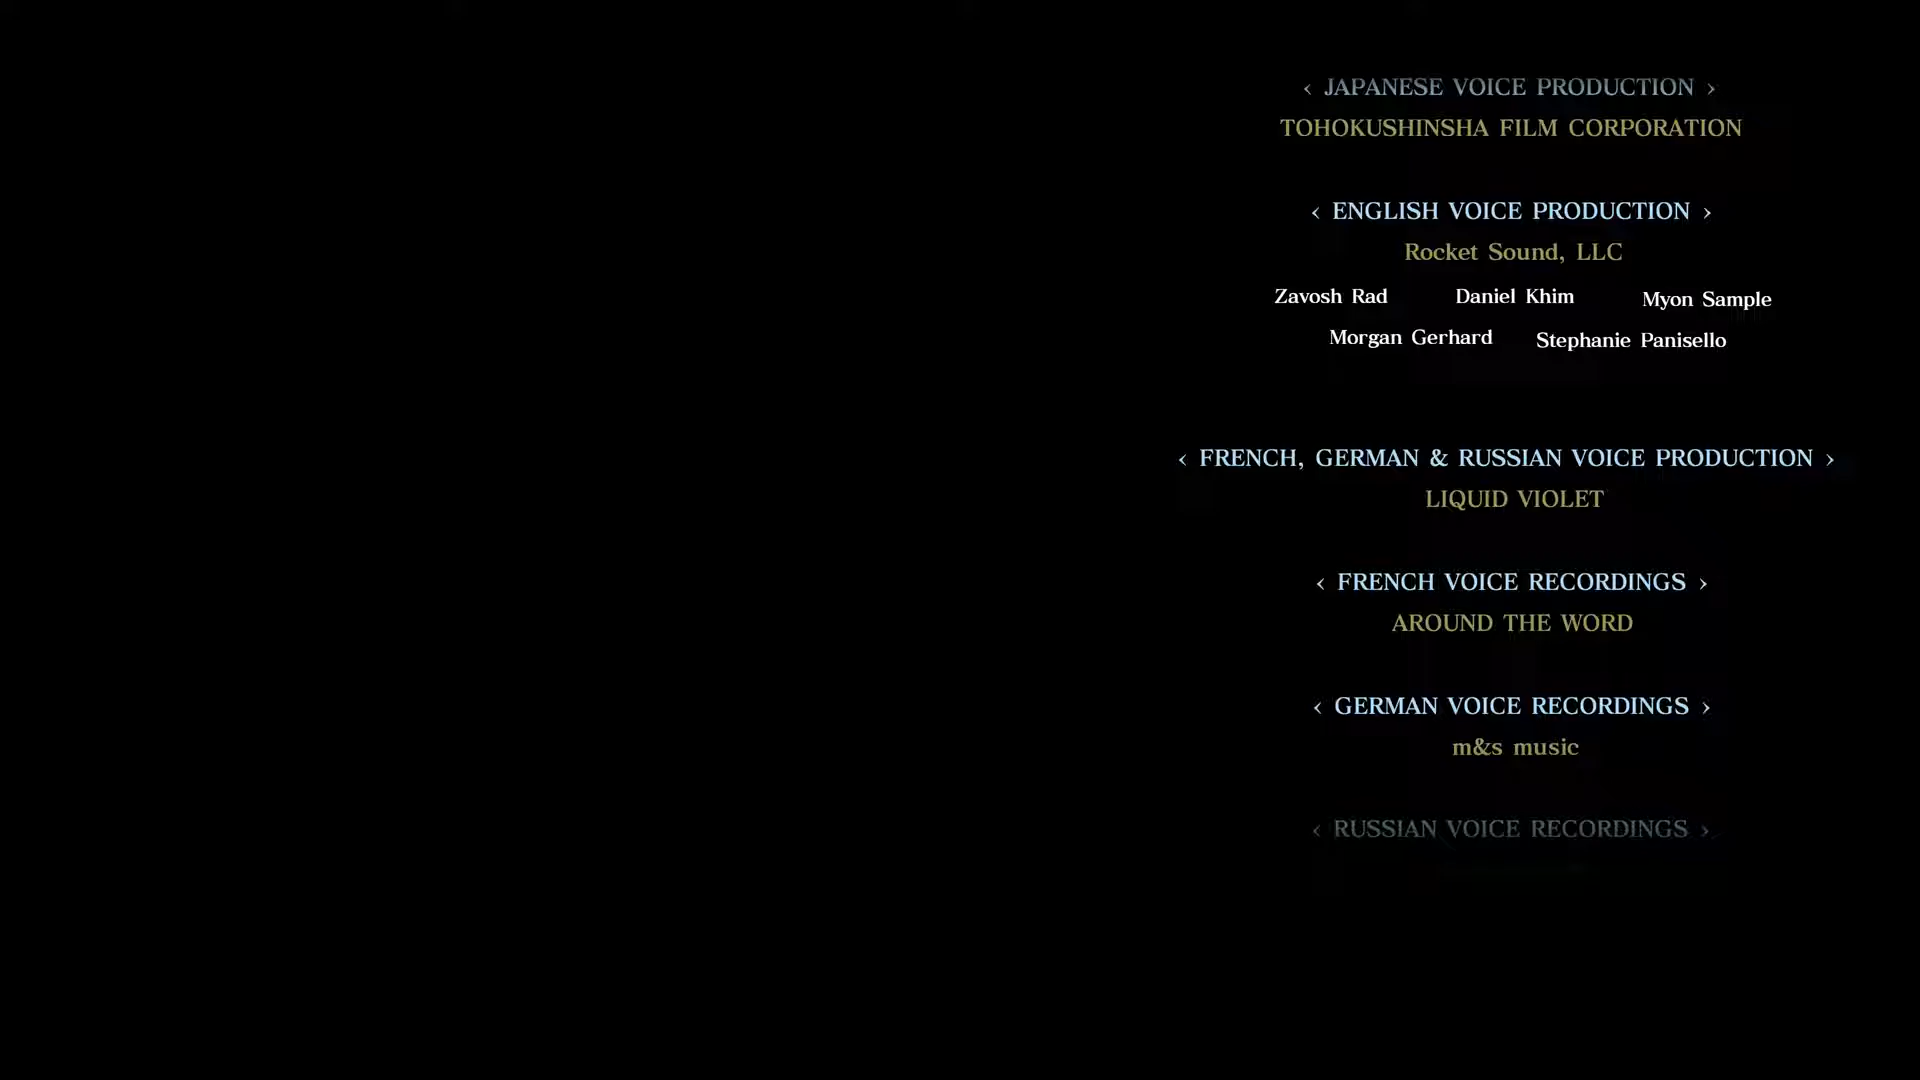 ‹ JAPANESE VOICE PRODUCTION ›
TOHOKUSHINSHA FILM CORPORATION
‹ ENGLISH VOICE PRODUCTION ›
Rocket Sound, LLC
Zavosh Rad Daniel Khim Myon Sample
Morgan Gerhard Stephanie Panisello
‹ FRENCH, GERMAN & RUSSIAN VOICE PRODUCTION ›
LIQUID VIOLET
‹ FRENCH VOICE RECORDINGS ›
AROUND THE WORD
‹ GERMAN VOICE RECORDINGS ›
m&s music
‹ RUSSIAN VOICE RECORDINGS ›